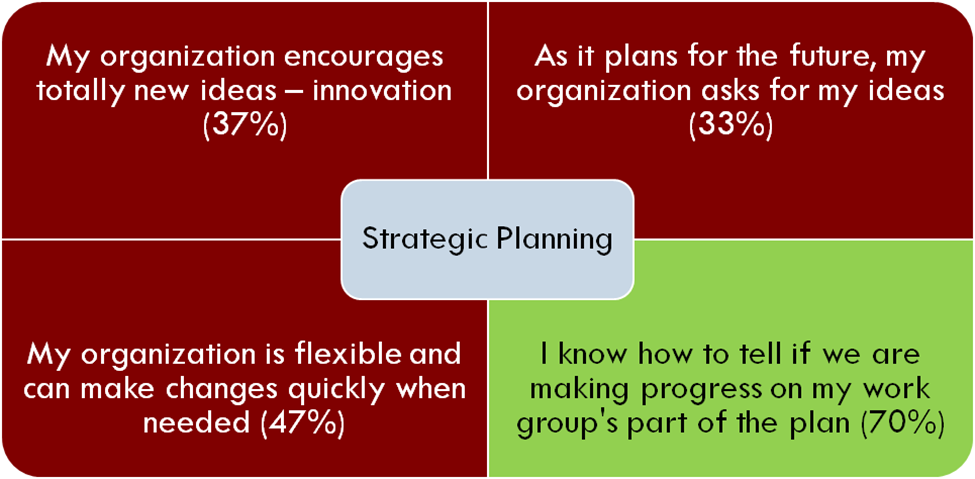 My organization encourages
totally new ideas – innovation
(37%)
As it plans for the future, my
organization asks for my ideas
(33%)
Strategic Planning
My organization is flexible and
can make changes quickly when
needed (47%)
I know how to tell if we are
making progress on my work
group's part of the plan (70%)